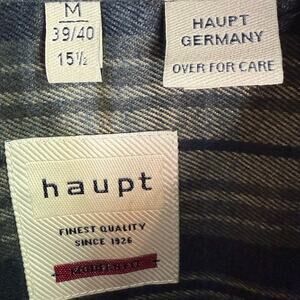 M
39/40
15½
HAUPT
GERMANY
OVER FOR CARE
haupt
FINEST QUALITY
SINCE 1926